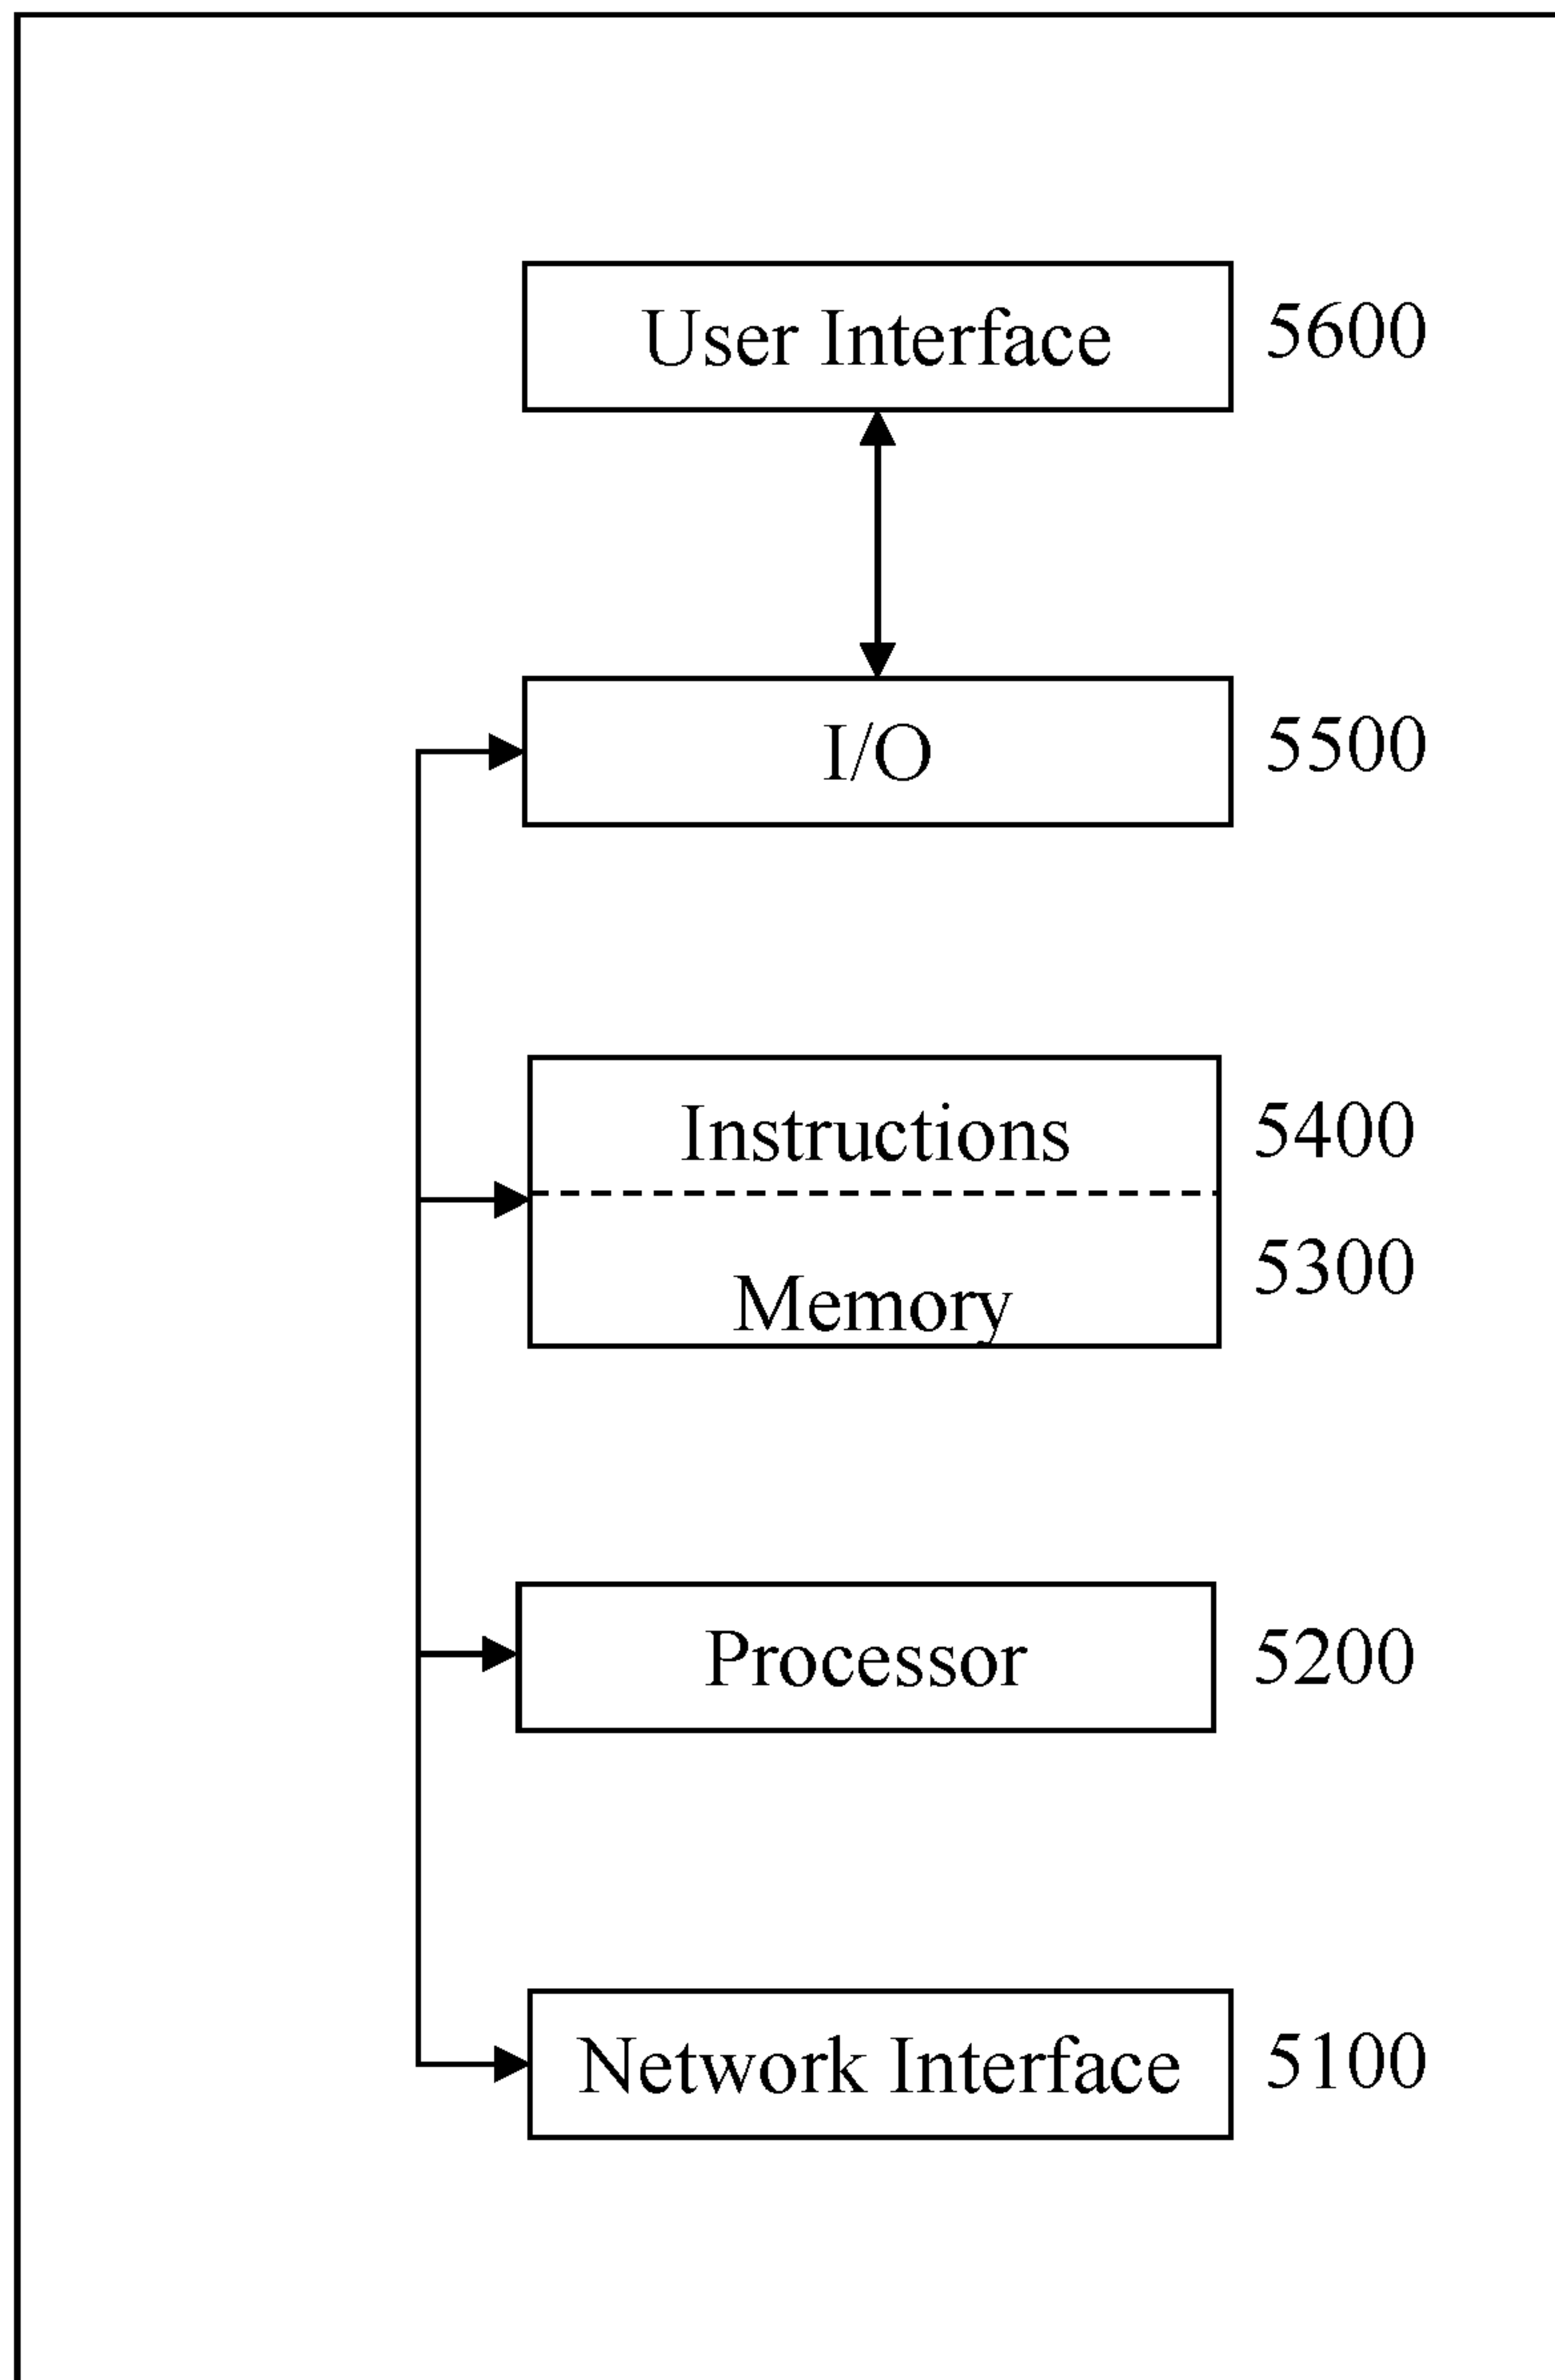 User Interface 5600
I/O 5500
Instructions 5400
Memory 5300
Processor 5200
Network Interface 5100